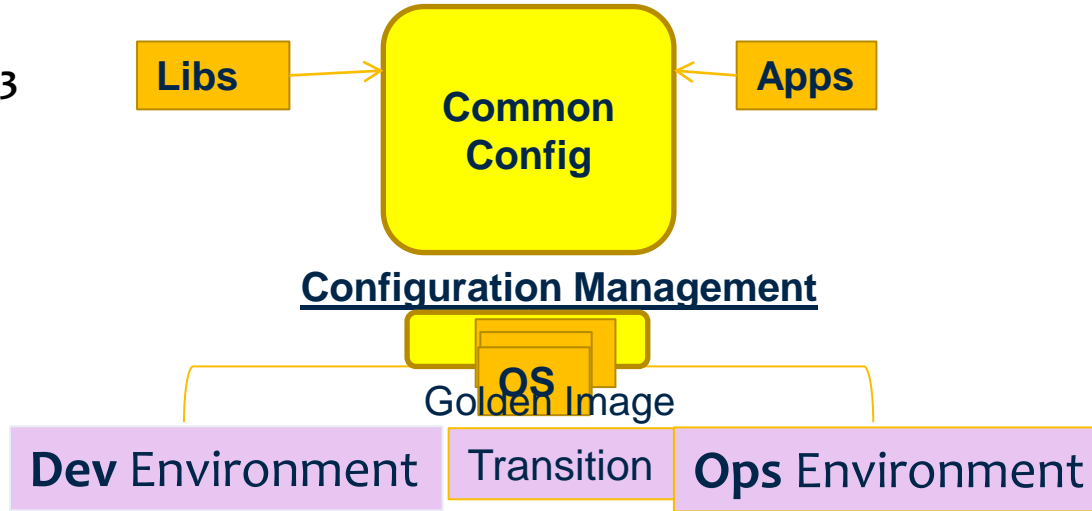 3
Libs
Common
Config
Apps
Configuration Management
OS
Golden Image
Dev Environment
Transition
Ops Environment